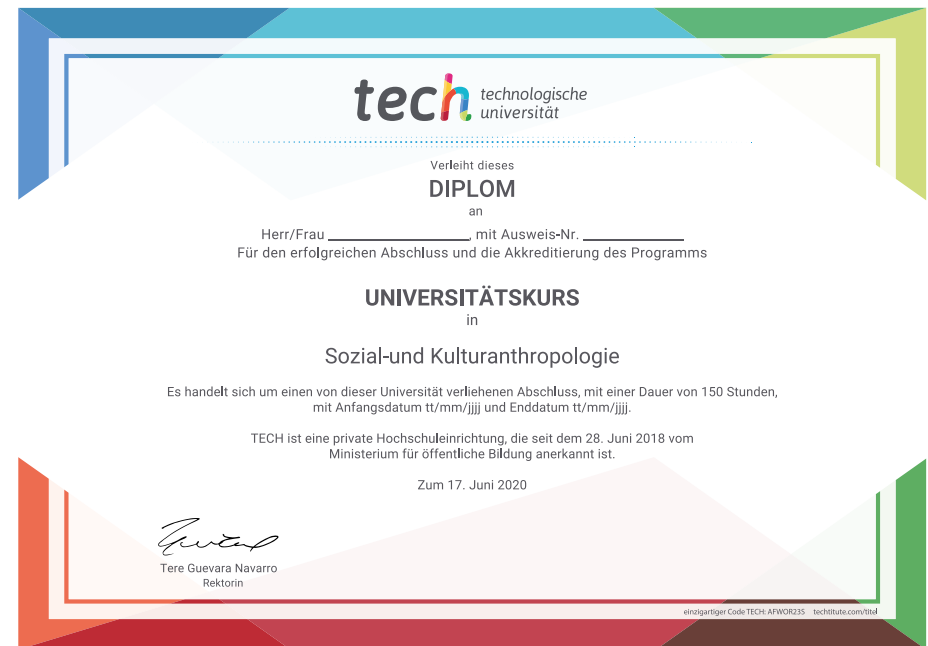 tech technologische
universität
Verleiht dieses
DIPLOM
an
Herr/Frau ____________, mit Ausweis-Nr. ____________
Für den erfolgreichen Abschluss und die Akkreditierung des Programms
UNIVERSITÄTSKURS
in
Sozial-und Kulturanthropologie
Es handelt sich um einen von dieser Universität verliehenen Abschluss, mit einer Dauer von 150 Stunden,
mit Anfangsdatum tt/mm/jjjj und Enddatum tt/mm/jjjj.
TECH ist eine private Hochschuleinrichtung, die seit dem 28. Juni 2018 vom
Ministerium für öffentliche Bildung anerkannt ist.
Zum 17. Juni 2020
Tere Guevara Navarro
Rektorin
einzigartiger Code TECH: AFWOR23S techtitute.com/titel